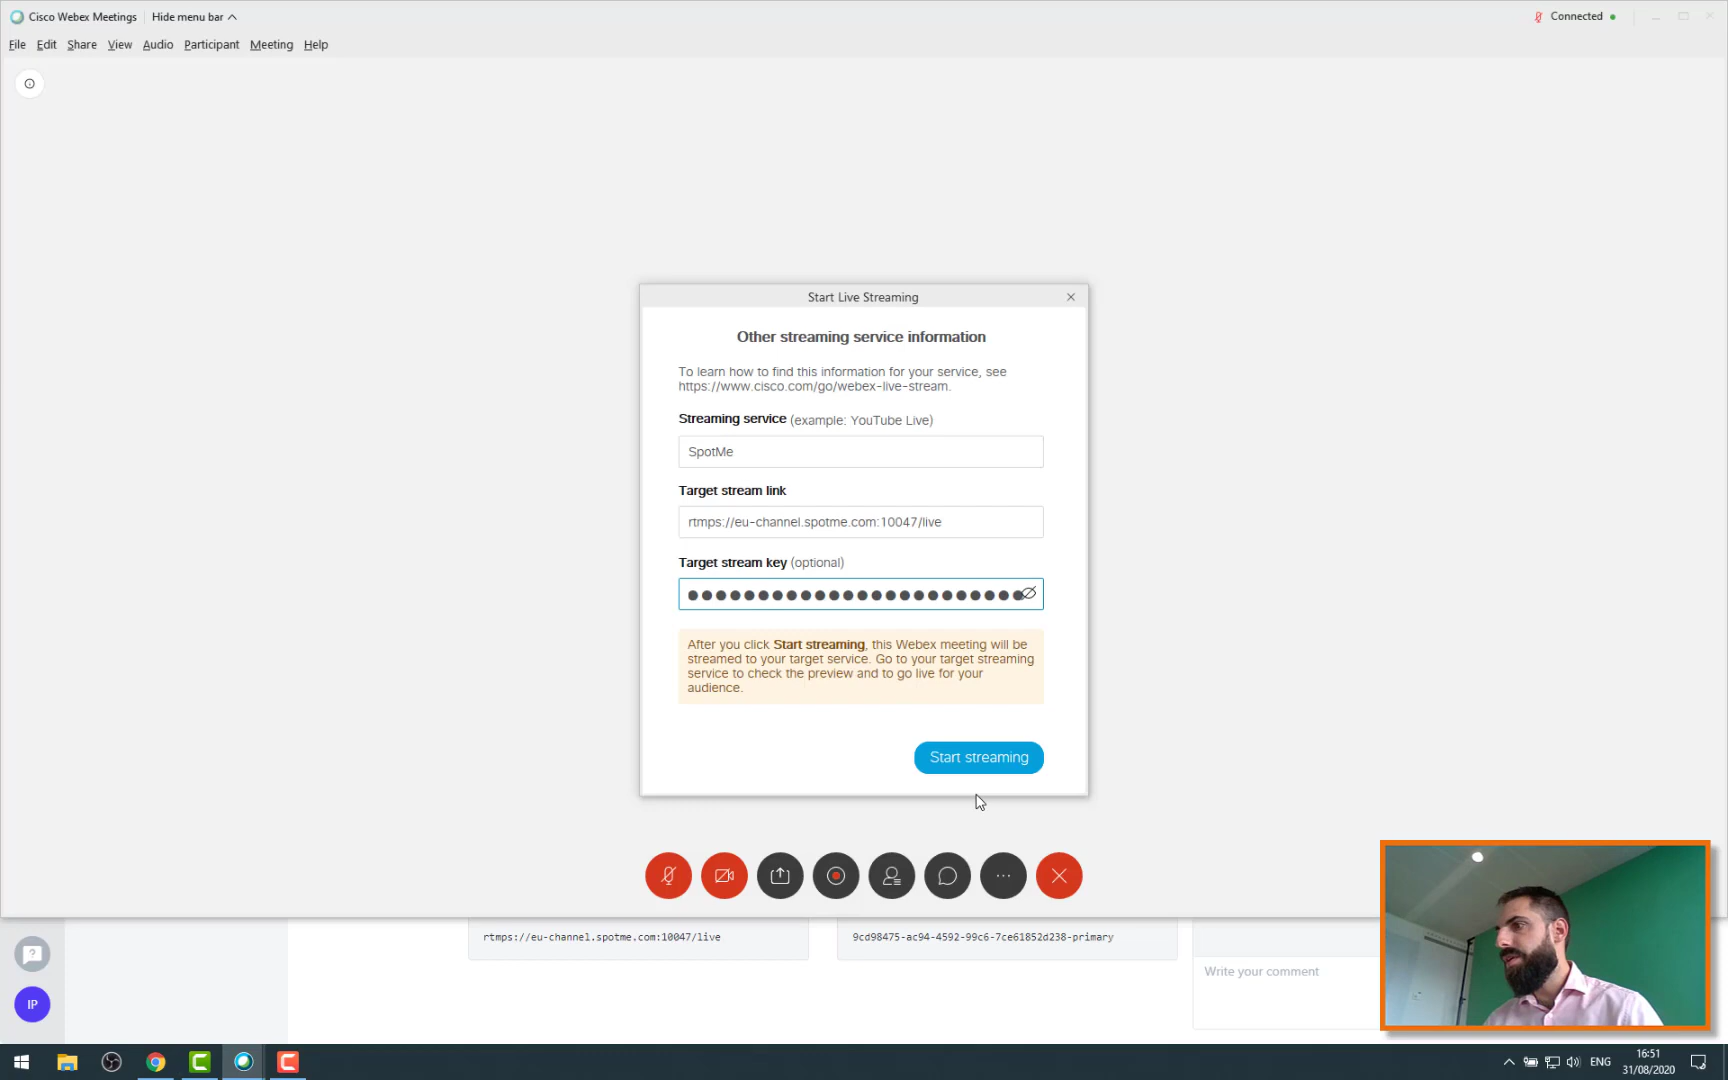 Cisco Webex Meetings Hide menu bar Connected
File Edit Share View Audio Participant Meeting Help
Start Live Streaming
Other streaming service information
To learn how to find this information for your service, see
https://www.cisco.com/go/webex-live-stream.
Streaming service (example: YouTube Live)
SpotMe
Target stream link
rtmps://eu-channel.spotme.com:10047/live
Target stream key (optional)
After you click Start streaming, this Webex meeting will be
streamed to your target service. Go to your target streaming
service to check the preview and to go live for your
audience.
Start streaming
rtmps://eu-channel.spotme.com:10047/live 9cd98475-ac94-4592-99c6-7ce61852d238-primary
Write your comment
IP
ENG 16:51
31/08/2020